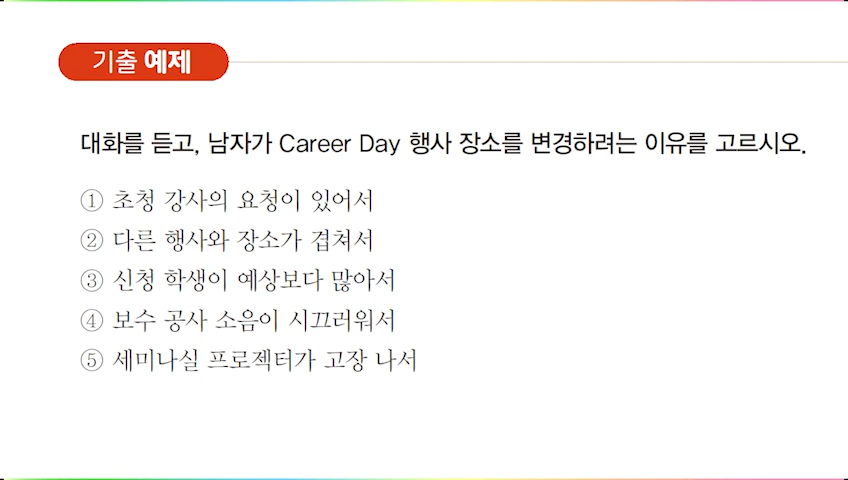 기출 예제
대화를 듣고, 남자가 Career Day 행사 장소를 변경하려는 이유를 고르시오.
① 초청 강사의 요청이 있어서
② 다른 행사와 장소가 겹쳐서
③ 신청 학생이 예상보다 많아서
④ 보수 공사 소음이 시끄러워서
⑤ 세미나실 프로젝터가 고장 나서